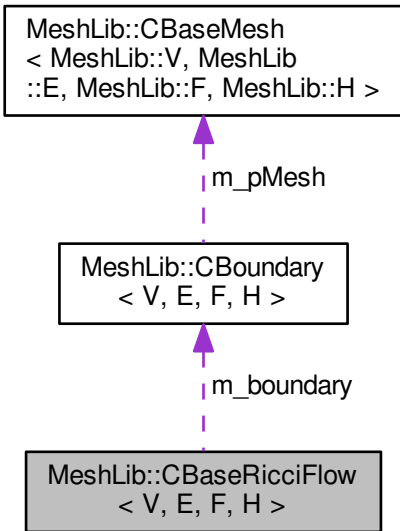 MeshLib::CBaseMesh
< MeshLib::V, MeshLib
::E, MeshLib::F, MeshLib::H >
m_pMesh
MeshLib::CBoundary
< V, E, F, H >
m_boundary
MeshLib::CBaseRicciFlow
< V, E, F, H >